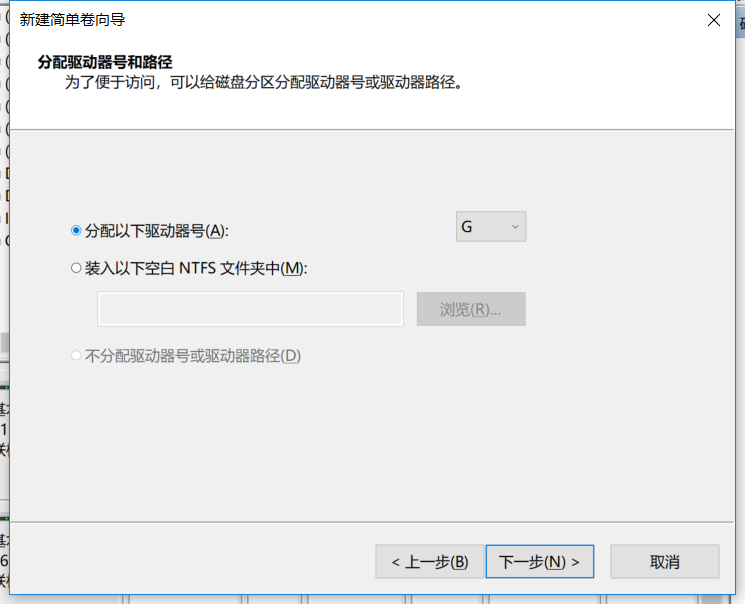 新建简单卷向导
分配驱动器号和路径
为了便于访问，可以给磁盘分区分配驱动器号或驱动器路径。
分配以下驱动器号(A):
G
装入以下空白 NTFS 文件夹中(M):
浏览(R)...
不分配驱动器号或驱动器路径(D)
< 上一步(B)
下一步(N) >
取消